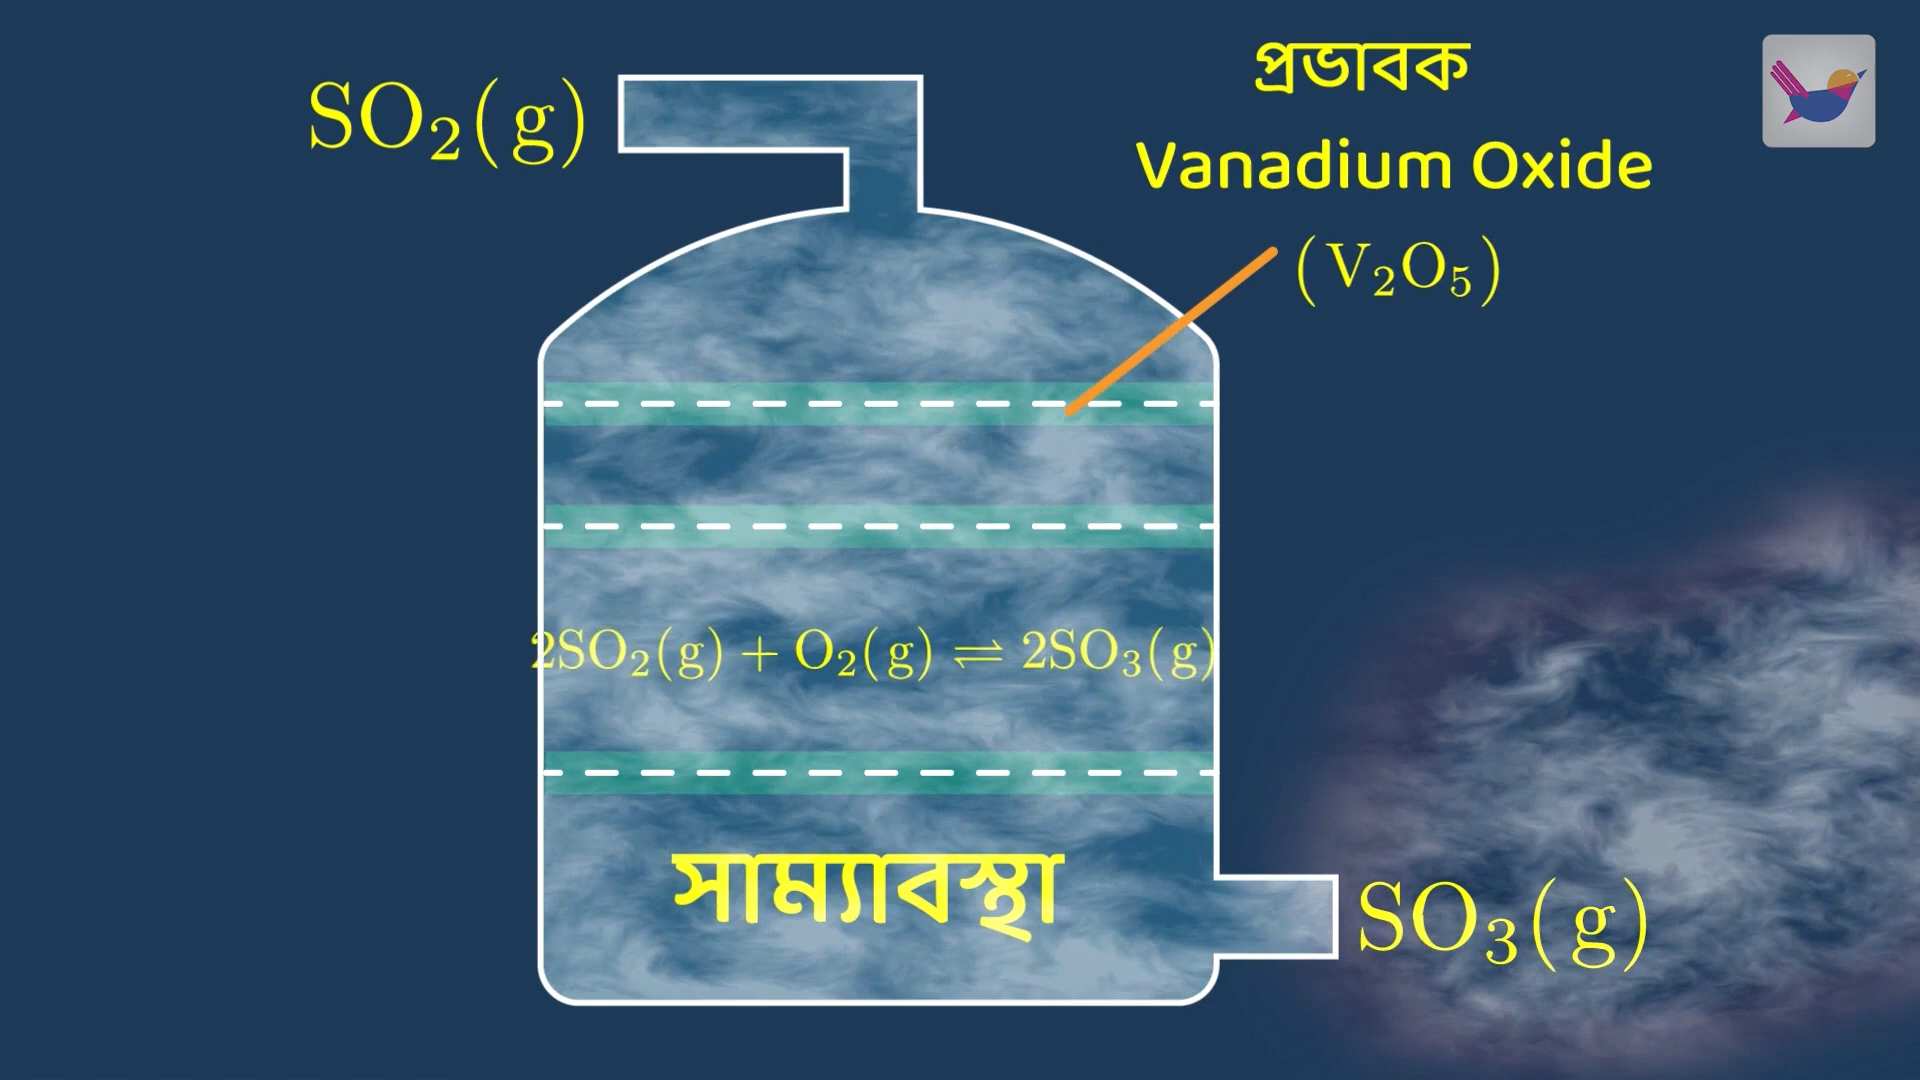 SO₂(g)
প্রভাবক
Vanadium Oxide
(V₂O₅)
2SO₂(g) + O₂(g) ⇌ 2SO₃(g)
সাম্যাবস্থা
SO₃(g)